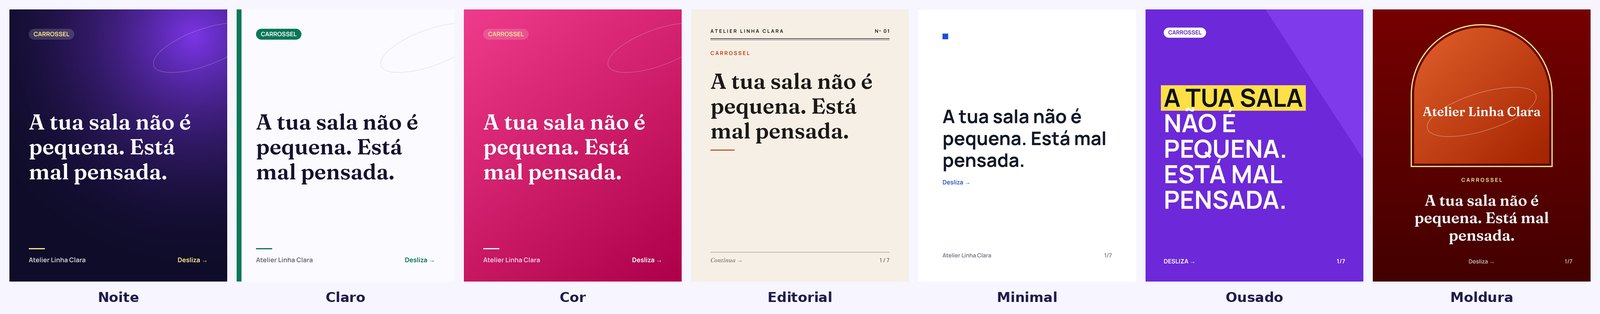 CARROSSEL
A tua sala não é
pequena. Está
mal pensada.
Atelier Linha Clara
Desliza →
Noite
CARROSSEL
A tua sala não é
pequena. Está
mal pensada.
Atelier Linha Clara
Desliza →
Claro
CARROSSEL
A tua sala não é
pequena. Está
mal pensada.
Atelier Linha Clara
Desliza →
Cor
ATELIER LINHA CLARA
Nº 01
CARROSSEL
A tua sala não é
pequena. Está
mal pensada.
Continua →
1 / 7
Editorial
A tua sala não é
pequena. Está mal
pensada.
Desliza →
Atelier Linha Clara
1/7
Minimal
CARROSSEL
A TUA SALA
NÃO É
PEQUENA.
ESTÁ MAL
PENSADA.
DESLIZA →
1/7
Ousado
Atelier Linha Clara
CARROSSEL
A tua sala não é
pequena. Está mal
pensada.
Desliza →
1/7
Moldura